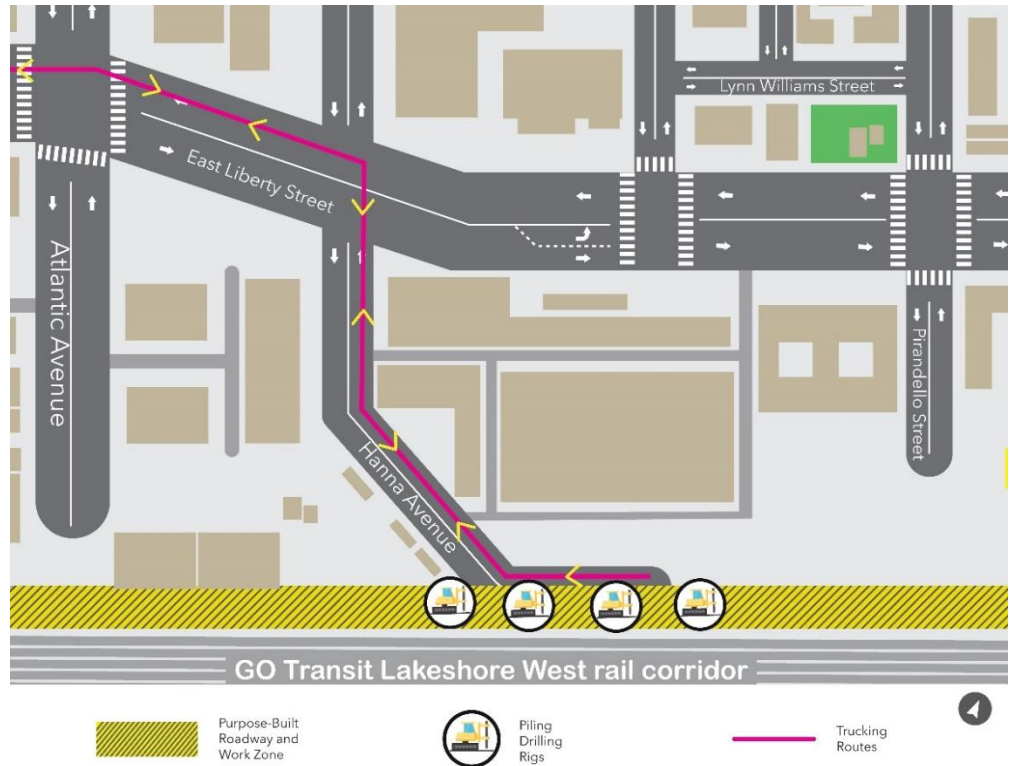 Lynn Williams Street
East Liberty Street
Atlantic Avenue
Pirandello Street
Hanna Avenue
GO Transit Lakeshore West rail corridor
Purpose-Built
Roadway and
Work Zone
Piling
Drilling
Rigs
Trucking
Routes